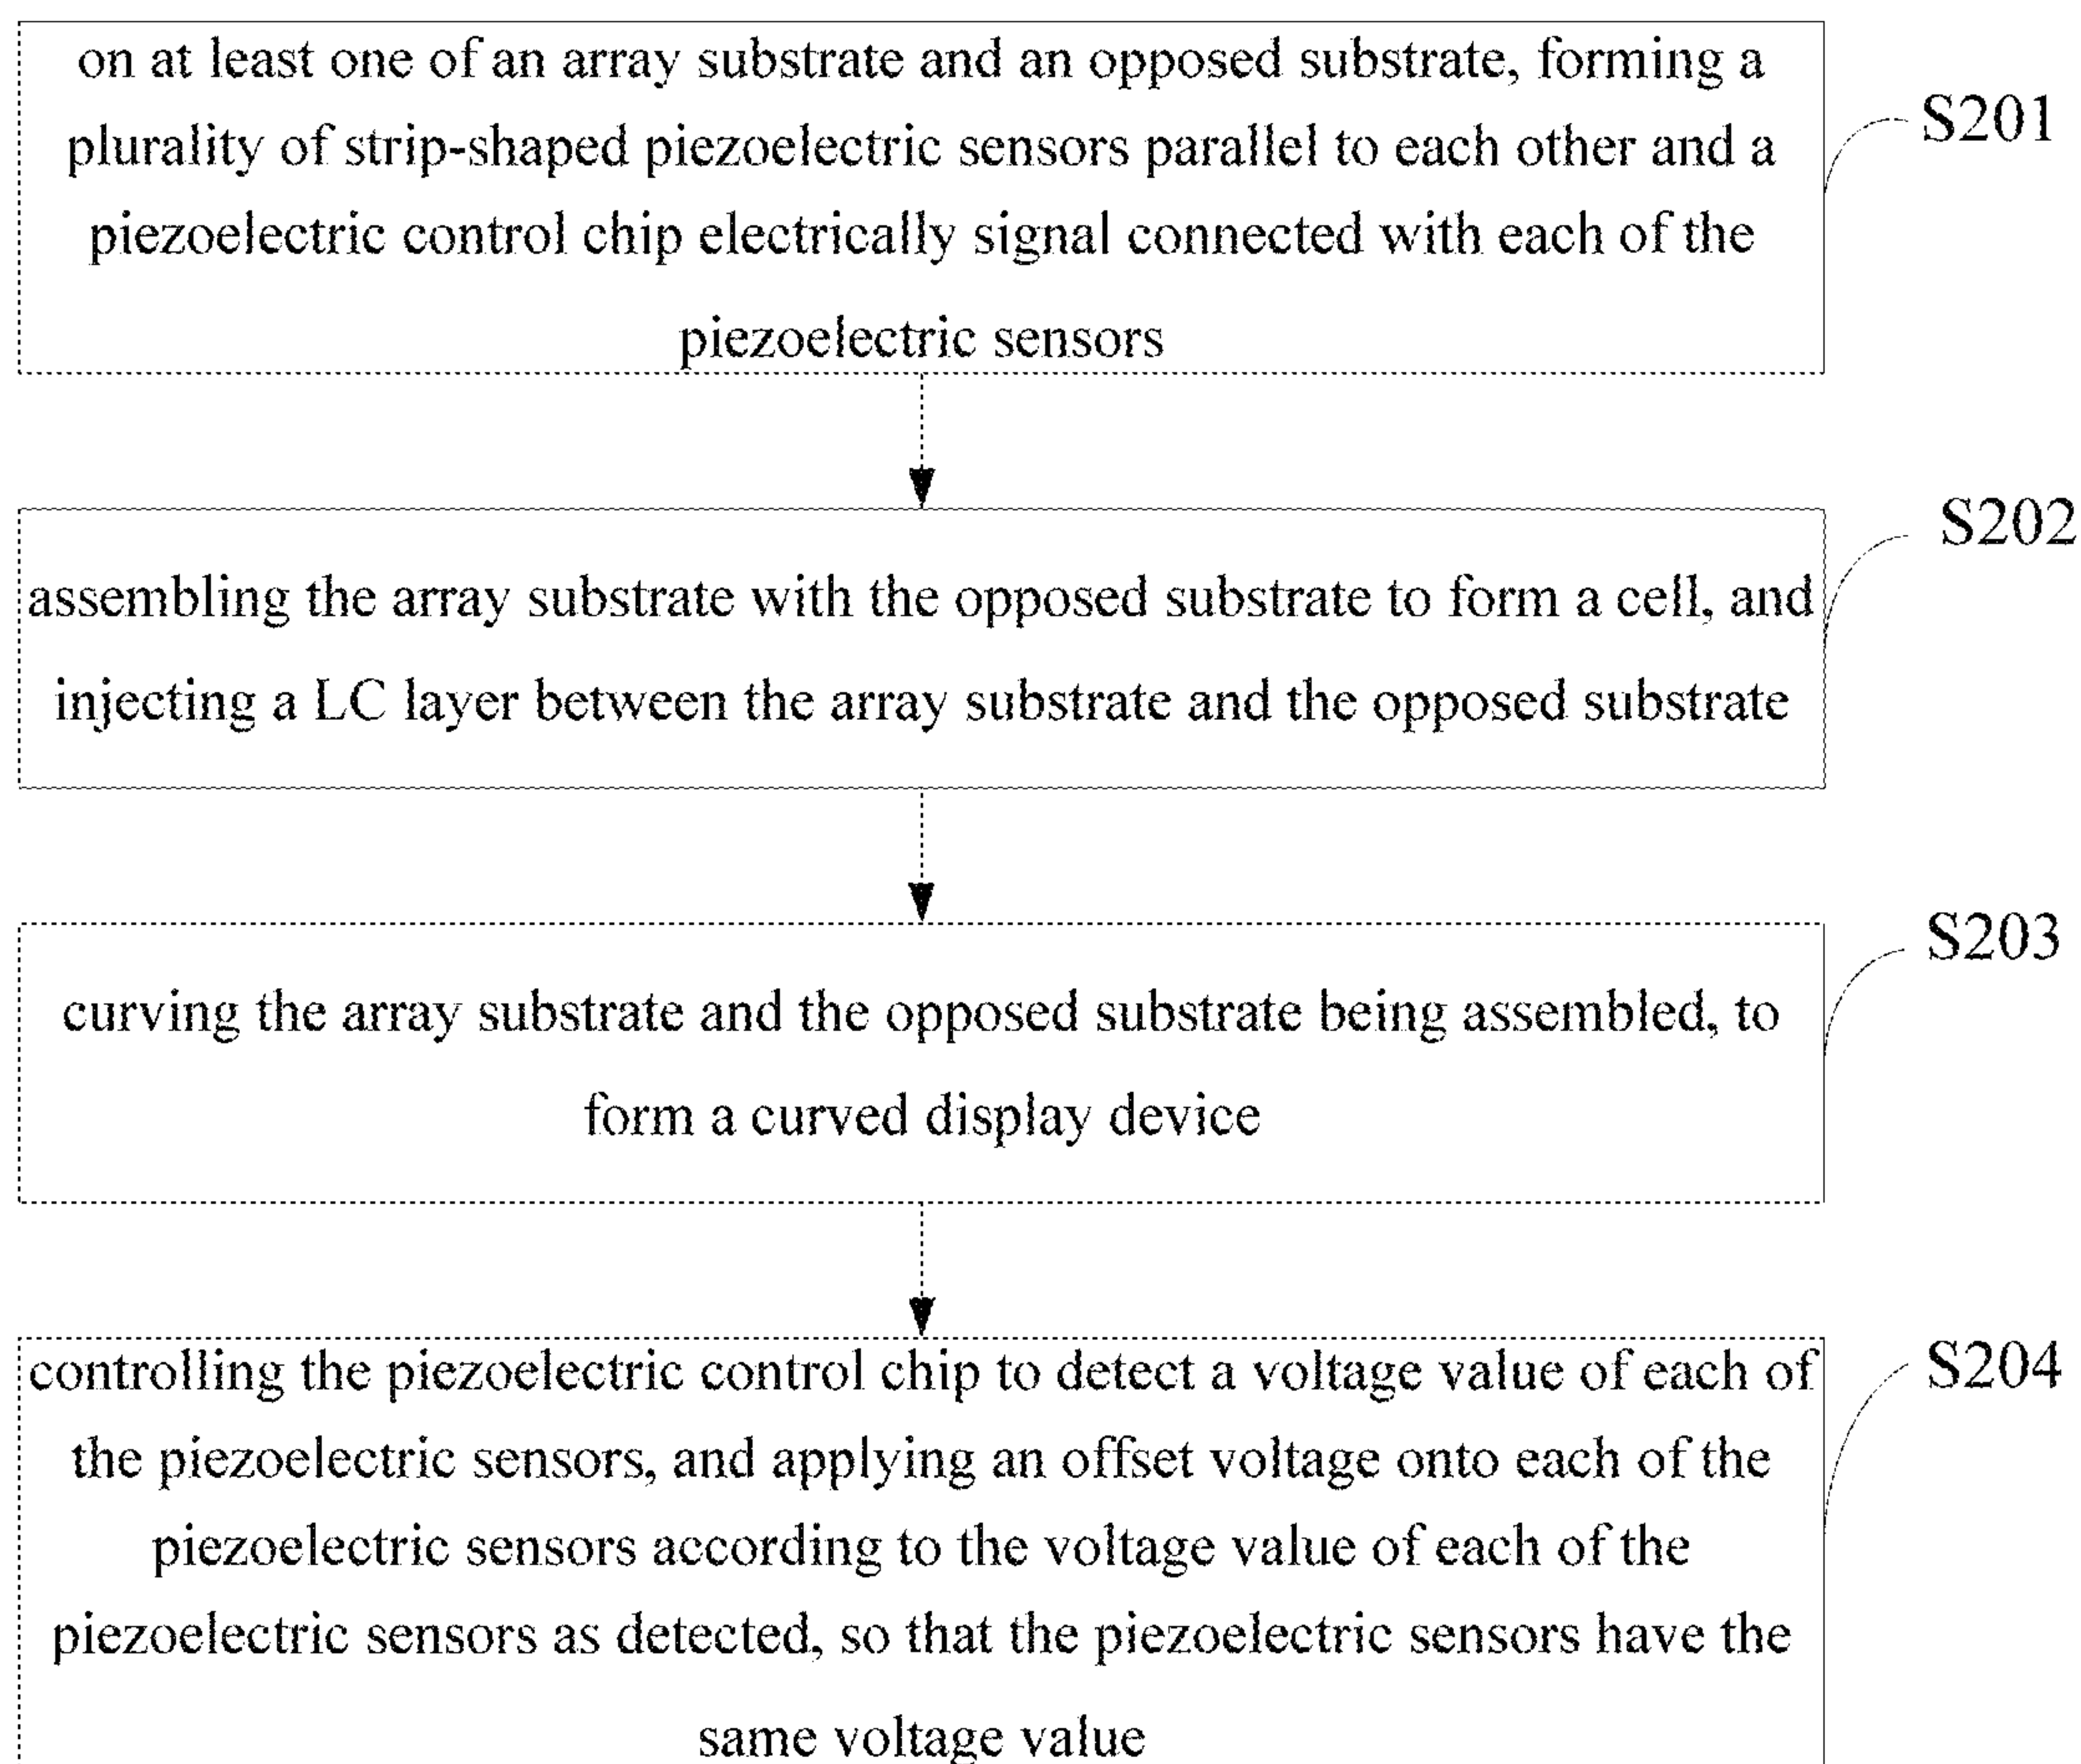 on at least one of an array substrate and an opposed substrate, forming a
plurality of strip-shaped piezoelectric sensors parallel to each other and a
piezoelectric control chip electrically signal connected with each of the
piezoelectric sensors
S201
assembling the array substrate with the opposed substrate to form a cell, and
injecting a LC layer between the array substrate and the opposed substrate
S202
curving the array substrate and the opposed substrate being assembled, to
form a curved display device
S203
controlling the piezoelectric control chip to detect a voltage value of each of
the piezoelectric sensors, and applying an offset voltage onto each of the
piezoelectric sensors according to the voltage value of each of the
piezoelectric sensors as detected, so that the piezoelectric sensors have the
same voltage value
S204